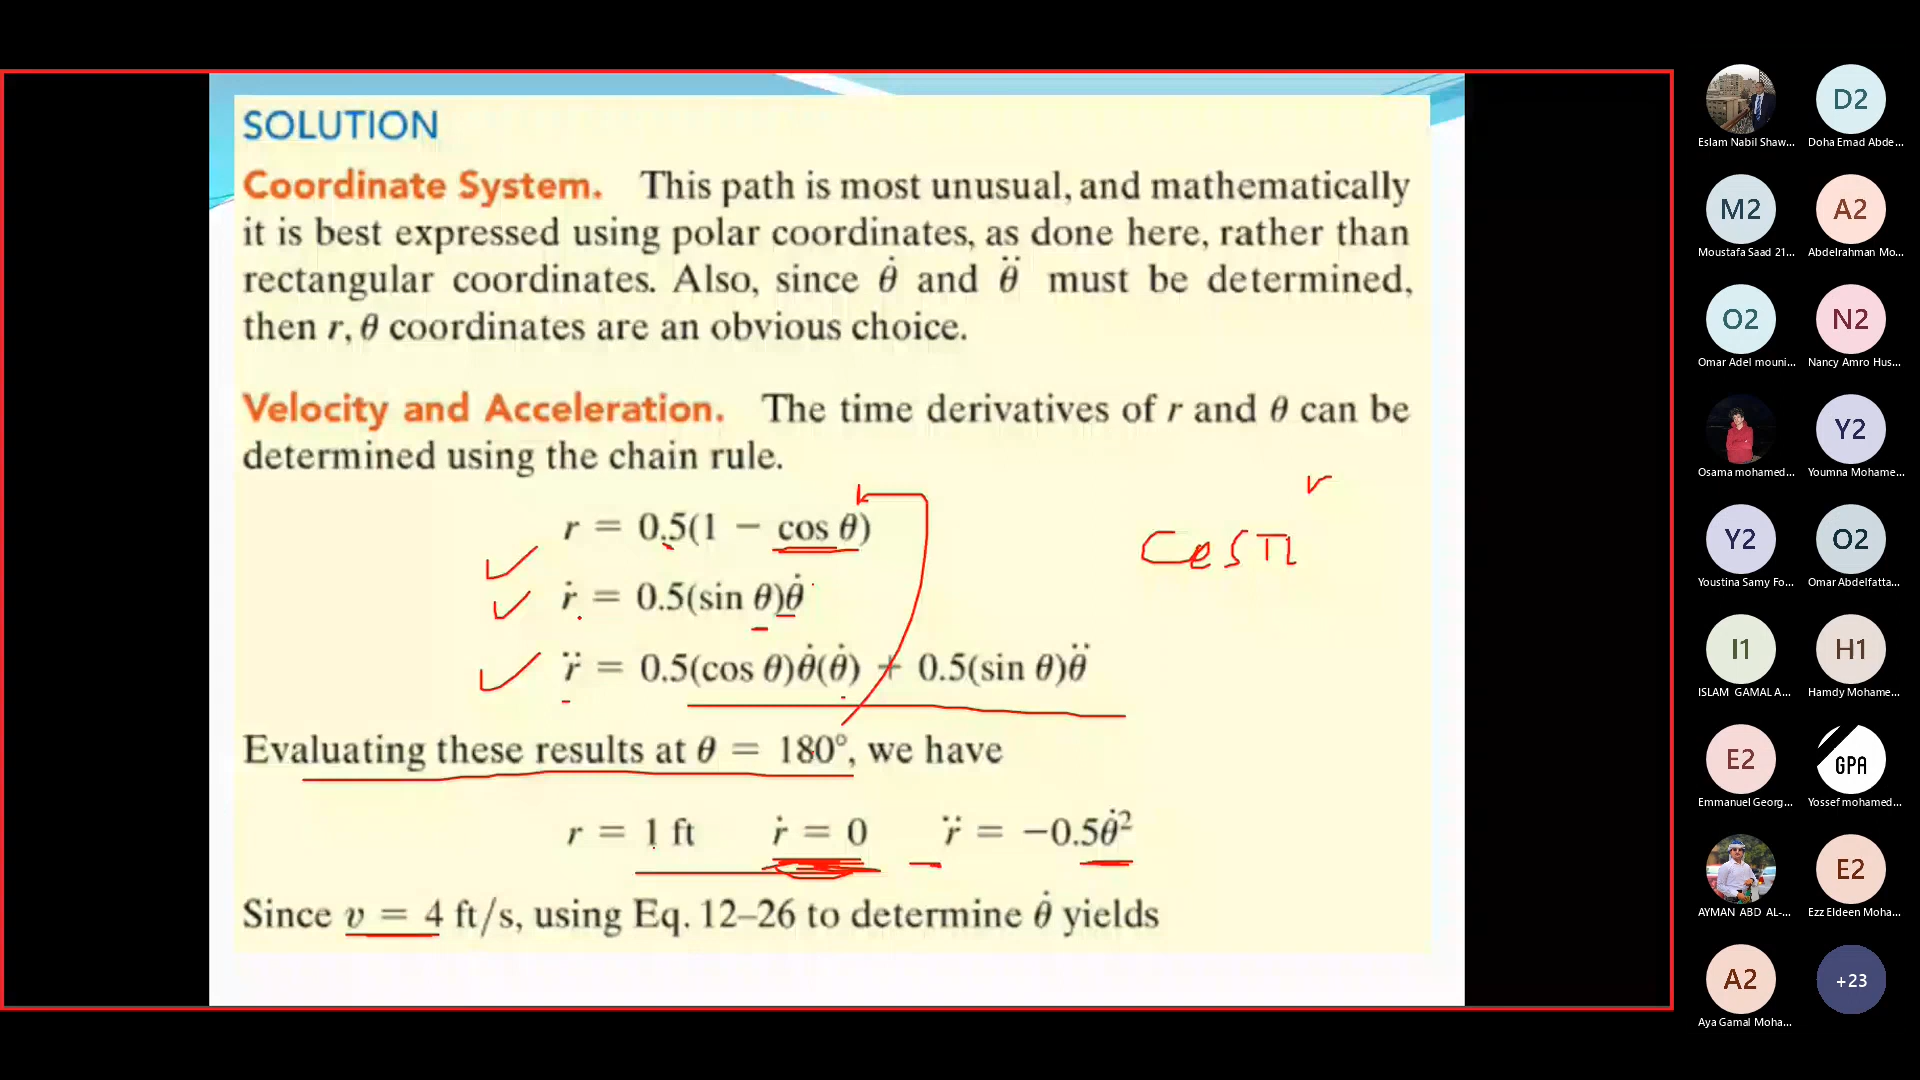 SOLUTION
Coordinate System. This path is most unusual, and mathematically
it is best expressed using polar coordinates, as done here, rather than
rectangular coordinates. Also, since θ̇ and θ̈ must be determined,
then r, θ coordinates are an obvious choice.
Velocity and Acceleration. The time derivatives of r and θ can be
determined using the chain rule.
r = 0.5(1 − cos θ)
ṙ = 0.5(sin θ)θ̇
r̈ = 0.5(cos θ)θ̇(θ̇) + 0.5(sin θ)θ̈
Evaluating these results at θ = 180°, we have
r = 1 ft ṙ = 0 r̈ = −0.5θ̇²
Since v = 4 ft/s, using Eq. 12–26 to determine θ̇ yields
Eslam Nabil Shaw...
D2
Doha Emad Abde...
M2
Moustafa Saad 21...
A2
Abdelrahman Mo...
O2
Omar Adel mouni...
N2
Nancy Amro Hus...
Osama mohamed...
Y2
Youmna Mohame...
Y2
Youstina Samy Fo...
O2
Omar Abdelfatta...
I1
ISLAM GAMAL A...
H1
Hamdy Mohame...
E2
Emmanuel Georg...
GPA
Yossef mohamed...
AYMAN ABD AL-...
E2
Ezz Eldeen Moha...
A2
Aya Gamal Moha...
+23